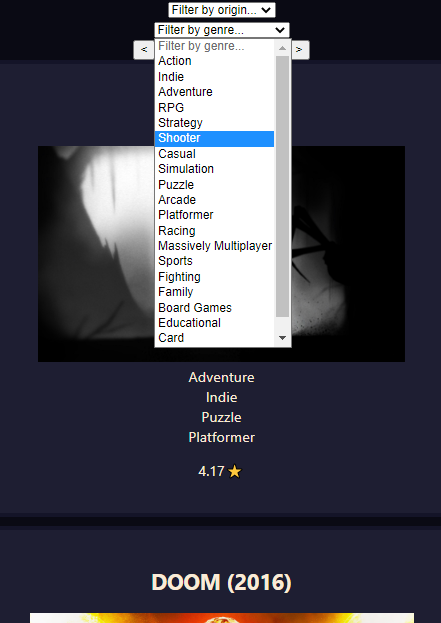 Filter by origin...
Filter by genre...
<
>
Filter by genre...
Action
Indie
Adventure
RPG
Strategy
Shooter
Casual
Simulation
Puzzle
Arcade
Platformer
Racing
Massively Multiplayer
Sports
Fighting
Family
Board Games
Educational
Card
Adventure
Indie
Puzzle
Platformer
4.17 ★
DOOM (2016)